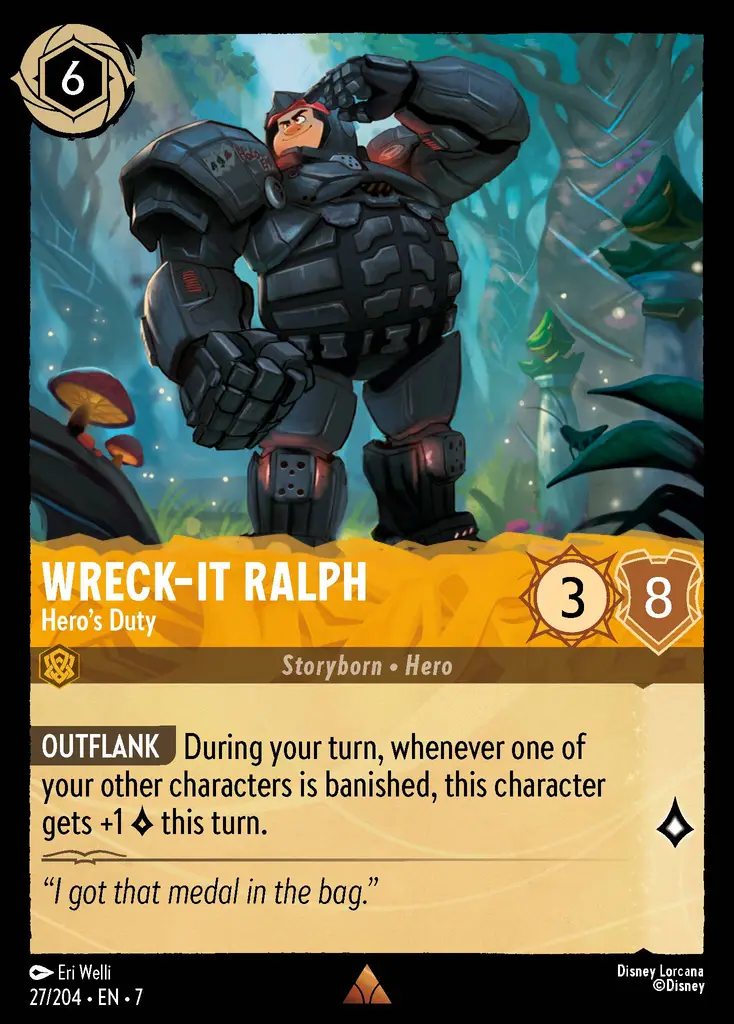 6
WRECK-IT RALPH
Hero's Duty
3
8
Storyborn • Hero
OUTFLANK During your turn, whenever one of
your other characters is banished, this character
gets +1 this turn.
“I got that medal in the bag.”
Eri Welli
27/204 • EN • 7
Disney Lorcana
©Disney